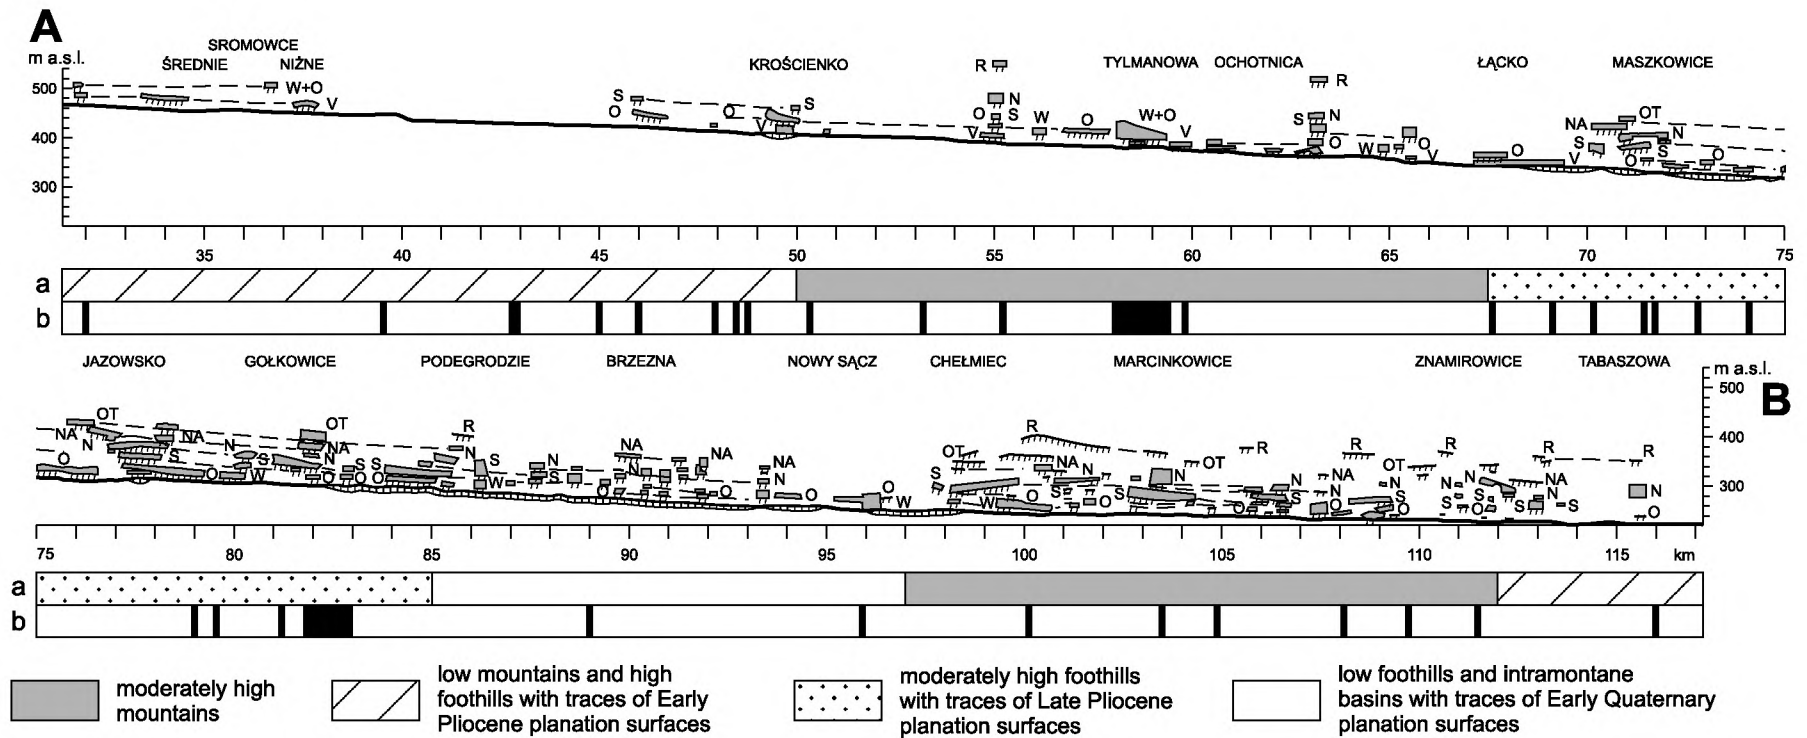 A
m a.s.l.
SROMOWCE
ŚREDNIE NIŻNE KROŚCIENKO TYLMANOWA OCHOTNICA ŁĄCKO MASZKOWICE
500
400
300
W+O V S O O S V R N O S V W O W+O V R N S O W O V O V NA S OT N S O O
35 40 45 50 55 60 65 70 75
a
b
JAZOWSKO GOŁKOWICE PODEGRODZIE BRZEZNA NOWY SĄCZ CHEŁMIEC MARCINKOWICE ZNAMIROWICE TABASZOWA
m a.s.l.
500
400
300
B
OT NA N O NA S O N S W OT NA N O S O S O R N S W N S NA N O NA O NA N O O W OT S W R NA N O O S N OT N S O R NA N O R OT N S O R N S N O S R NA N S S R N O
75 80 85 90 95 100 105 110 115 km
a
b
moderately high
mountains
low mountains and high
foothills with traces of Early
Pliocene planation surfaces
moderately high foothills
with traces of Late Pliocene
planation surfaces
low foothills and intramontane
basins with traces of Early Quaternary
planation surfaces